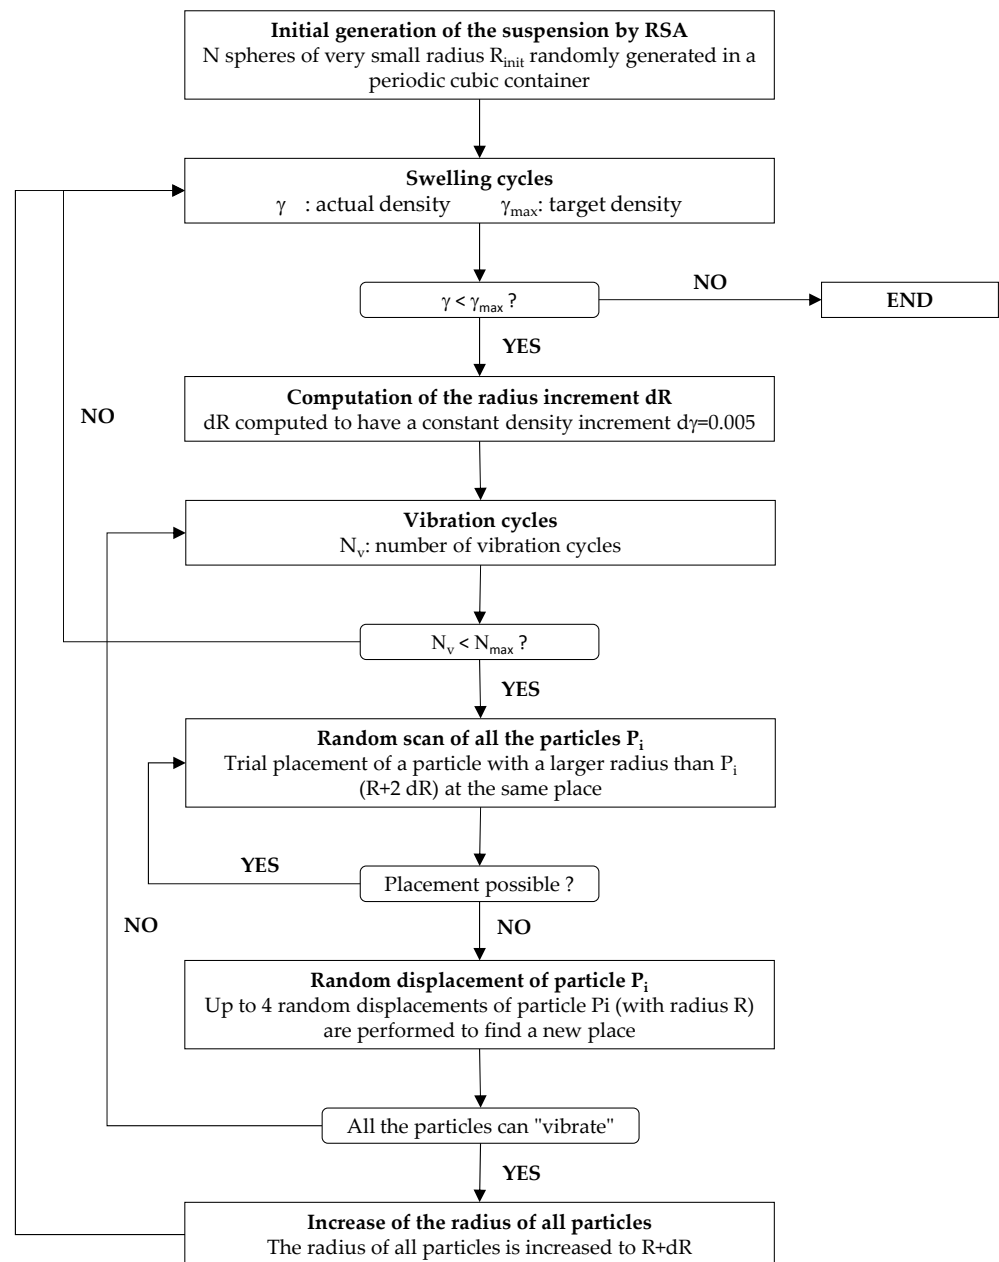 Initial generation of the suspension by RSA
N spheres of very small radius Rinit randomly generated in a
periodic cubic container
Swelling cycles
γ : actual density γmax: target density
γ < γmax ?
NO
END
YES
Computation of the radius increment dR
dR computed to have a constant density increment dγ=0.005
NO
Vibration cycles
Nv: number of vibration cycles
Nv < Nmax ?
YES
Random scan of all the particles Pi
Trial placement of a particle with a larger radius than Pi
(R+2 dR) at the same place
YES
Placement possible ?
NO
NO
Random displacement of particle Pi
Up to 4 random displacements of particle Pi (with radius R)
are performed to find a new place
All the particles can "vibrate"
YES
Increase of the radius of all particles
The radius of all particles is increased to R+dR